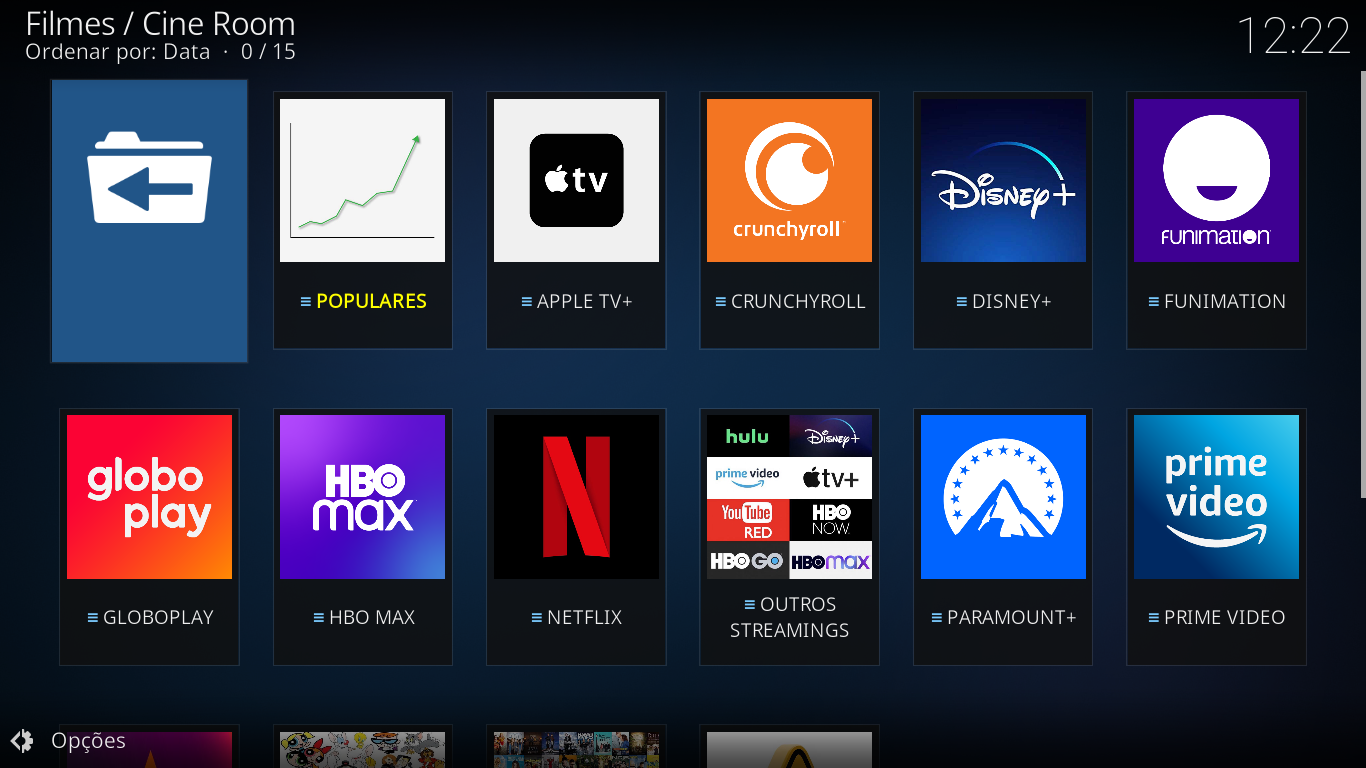 Filmes / Cine Room
12:22
Ordenar por: Data · 0 / 15
tv
crunchyroll
Disney+
FUNIMATION
≡ POPULARES
≡ APPLE TV+
≡ CRUNCHYROLL
≡ DISNEY+
≡ FUNIMATION
globo
play
HBO
max
N
hulu
Disney+
prime video
tv+
YouTube
RED
HBO
NOW
HBO GO
HBO max
prime
video
≡ GLOBOPLAY
≡ HBO MAX
≡ NETFLIX
≡ OUTROS
STREAMINGS
≡ PARAMOUNT+
≡ PRIME VIDEO
Opções